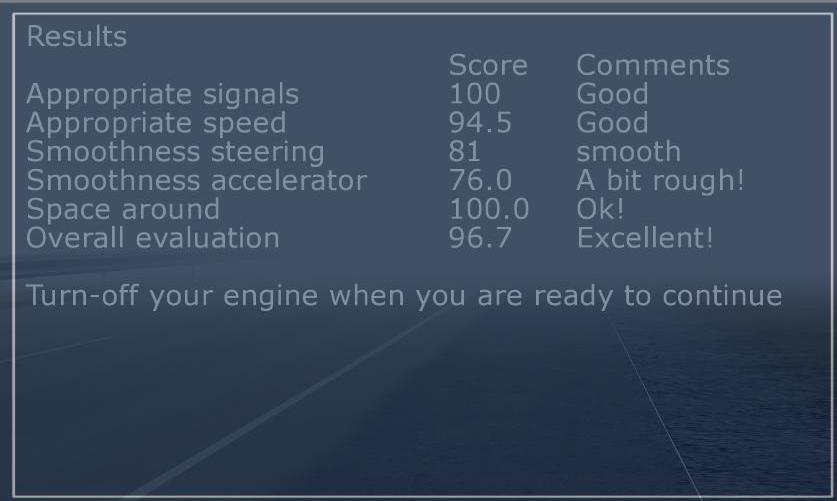 Results
Score Comments
Appropriate signals 100 Good
Appropriate speed 94.5 Good
Smoothness steering 81 smooth
Smoothness accelerator 76.0 A bit rough!
Space around 100.0 Ok!
Overall evaluation 96.7 Excellent!
Turn-off your engine when you are ready to continue